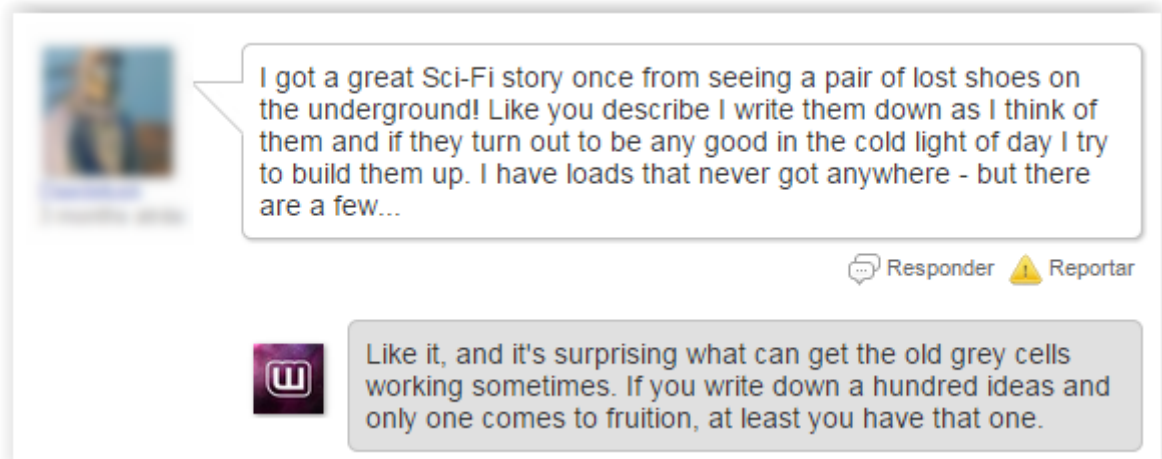 I got a great Sci-Fi story once from seeing a pair of lost shoes on
the underground! Like you describe I write them down as I think of
them and if they turn out to be any good in the cold light of day I try
to build them up. I have loads that never got anywhere - but there
are a few...
Responder Reportar
Like it, and it's surprising what can get the old grey cells
working sometimes. If you write down a hundred ideas and
only one comes to fruition, at least you have that one.